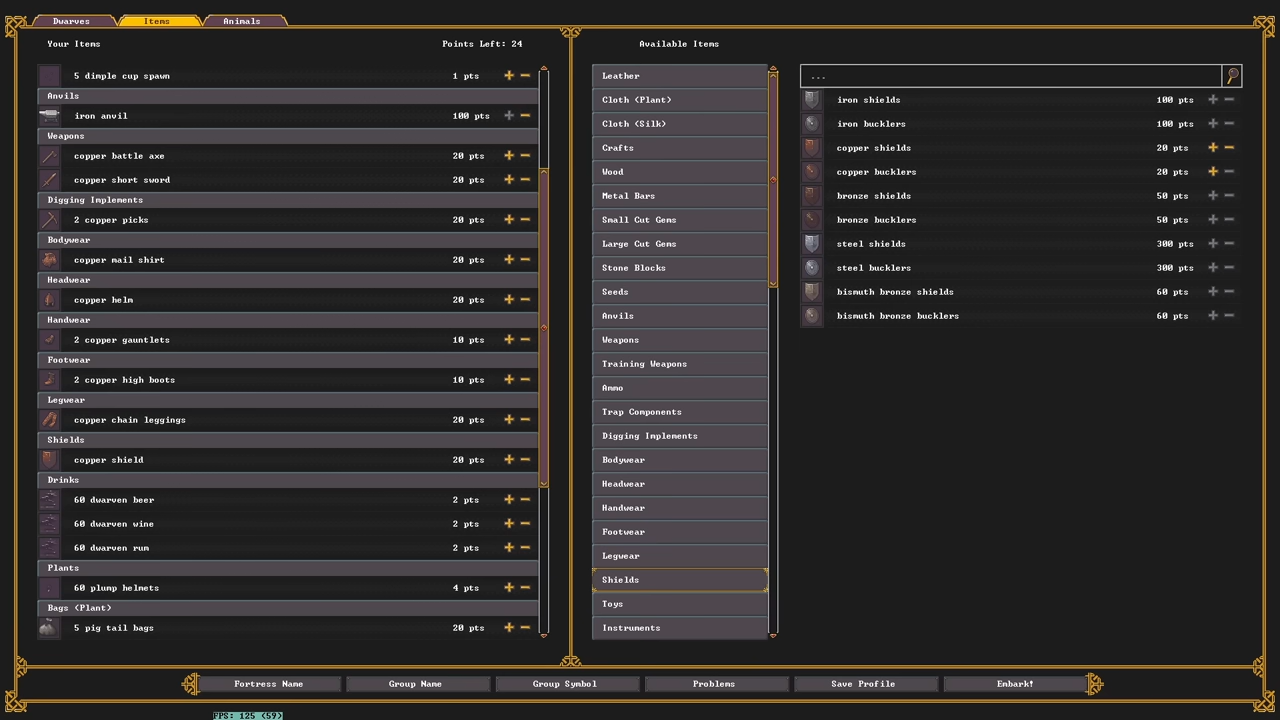 Dwarves Items Animals
Your Items Points Left: 24
5 dimple cup spawn 1 pts
Anvils
iron anvil 100 pts
Weapons
copper battle axe 20 pts
copper short sword 20 pts
Digging Implements
2 copper picks 20 pts
Bodywear
copper mail shirt 20 pts
Headwear
copper helm 20 pts
Handwear
2 copper gauntlets 10 pts
Footwear
2 copper high boots 10 pts
Legwear
copper chain leggings 20 pts
Shields
copper shield 20 pts
Drinks
60 dwarven beer 2 pts
60 dwarven wine 2 pts
60 dwarven rum 2 pts
Plants
60 plump helmets 4 pts
Bags (Plant)
5 pig tail bags 20 pts
Available Items
Leather
Cloth (Plant)
Cloth (Silk)
Crafts
Wood
Metal Bars
Small Cut Gems
Large Cut Gems
Stone Blocks
Seeds
Anvils
Weapons
Training Weapons
Ammo
Trap Components
Digging Implements
Bodywear
Headwear
Handwear
Footwear
Legwear
Shields
Toys
Instruments
...
iron shields 100 pts
iron bucklers 100 pts
copper shields 20 pts
copper bucklers 20 pts
bronze shields 50 pts
bronze bucklers 50 pts
steel shields 300 pts
steel bucklers 300 pts
bismuth bronze shields 60 pts
bismuth bronze bucklers 60 pts
Fortress Name Group Name Group Symbol Problems Save Profile Embark!
FPS: 125 (59)